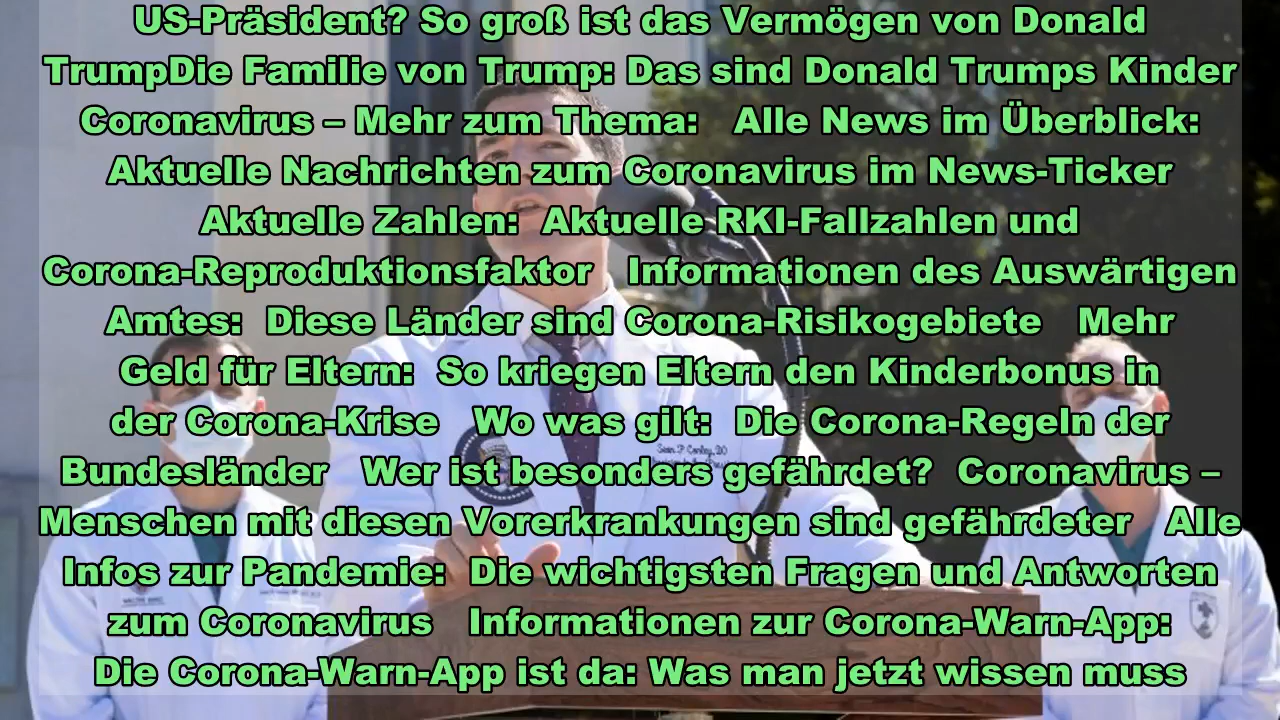 US-Präsident? So groß ist das Vermögen von Donald
TrumpDie Familie von Trump: Das sind Donald Trumps Kinder
Coronavirus – Mehr zum Thema: Alle News im Überblick:
Aktuelle Nachrichten zum Coronavirus im News-Ticker
Aktuelle Zahlen: Aktuelle RKI-Fallzahlen und
Corona-Reproduktionsfaktor Informationen des Auswärtigen
Amtes: Diese Länder sind Corona-Risikogebiete Mehr
Geld für Eltern: So kriegen Eltern den Kinderbonus in
der Corona-Krise Wo was gilt: Die Corona-Regeln der
Sean P. Conley, DO
Bundesländer Wer ist besonders gefährdet? Coronavirus –
Menschen mit diesen Vorerkrankungen sind gefährdeter Alle
Infos zur Pandemie: Die wichtigsten Fragen und Antworten
zum Coronavirus Informationen zur Corona-Warn-App:
Die Corona-Warn-App ist da: Was man jetzt wissen muss